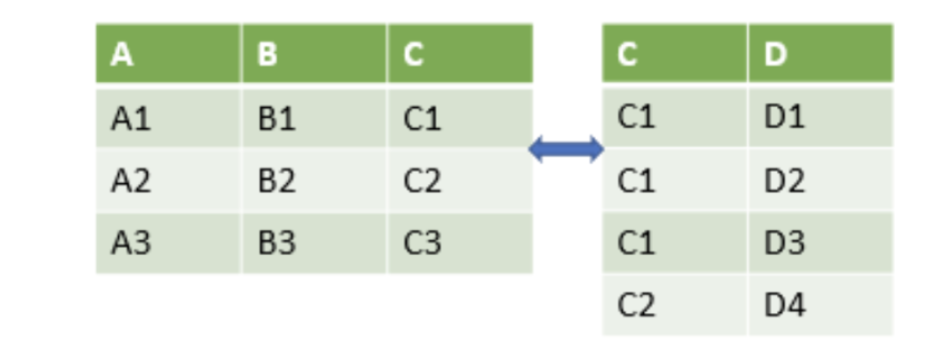 A B C
A1 B1 C1
A2 B2 C2
A3 B3 C3
C D
C1 D1
C1 D2
C1 D3
C2 D4